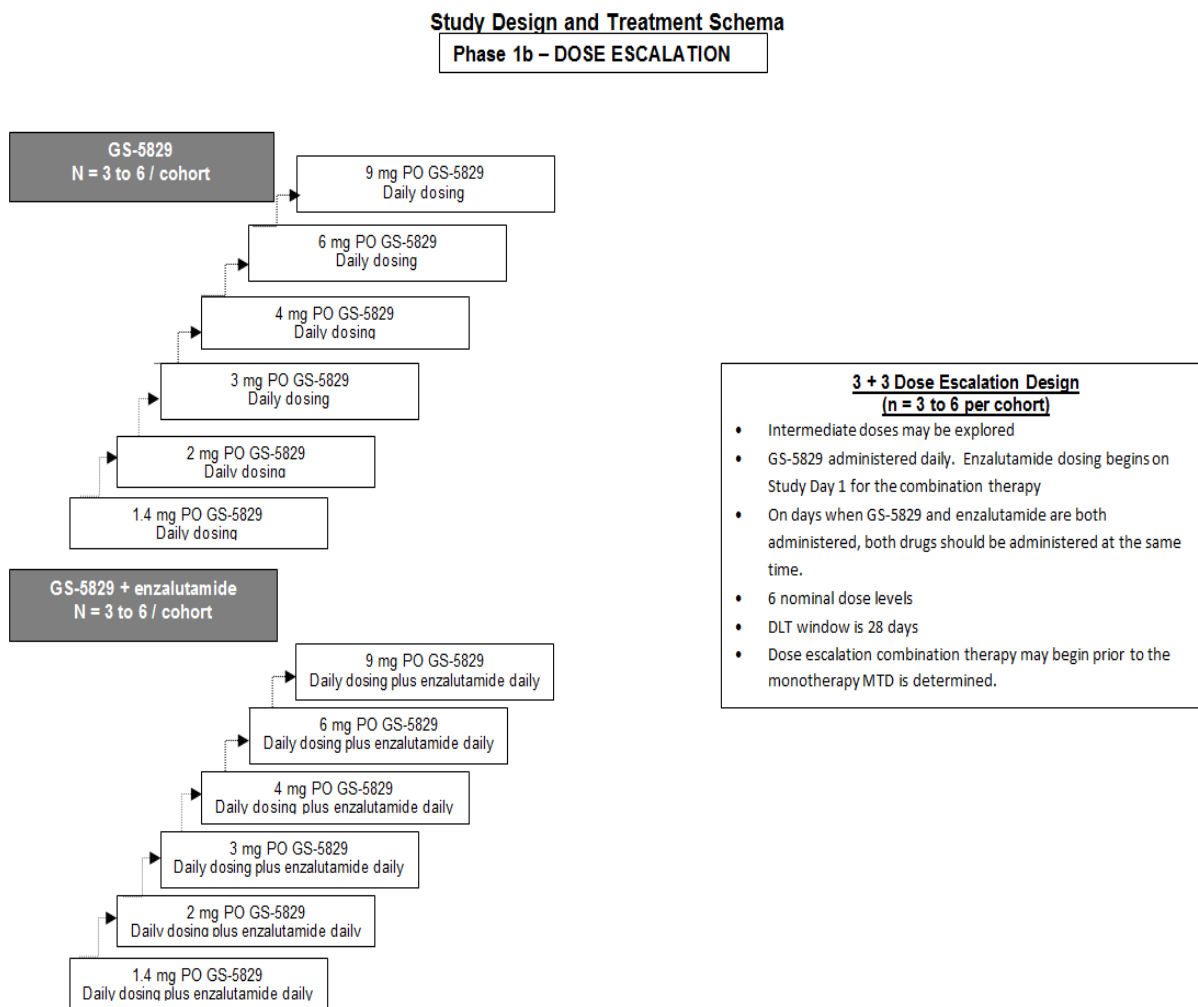 Study Design and Treatment Schema
Phase 1b – DOSE ESCALATION
GS-5829
N = 3 to 6 / cohort
9 mg PO GS-5829
Daily dosing
6 mg PO GS-5829
Daily dosing
4 mg PO GS-5829
Daily dosing
3 mg PO GS-5829
Daily dosing
2 mg PO GS-5829
Daily dosing
1.4 mg PO GS-5829
Daily dosing
GS-5829 + enzalutamide
N = 3 to 6 / cohort
9 mg PO GS-5829
Daily dosing plus enzalutamide daily
6 mg PO GS-5829
Daily dosing plus enzalutamide daily
4 mg PO GS-5829
Daily dosing plus enzalutamide daily
3 mg PO GS-5829
Daily dosing plus enzalutamide daily
2 mg PO GS-5829
Daily dosing plus enzalutamide daily
1.4 mg PO GS-5829
Daily dosing plus enzalutamide daily
3 + 3 Dose Escalation Design
(n = 3 to 6 per cohort)
• Intermediate doses may be explored
• GS-5829 administered daily. Enzalutamide dosing begins on
Study Day 1 for the combination therapy
• On days when GS-5829 and enzalutamide are both
administered, both drugs should be administered at the same
time.
• 6 nominal dose levels
• DLT window is 28 days
• Dose escalation combination therapy may begin prior to the
monotherapy MTD is determined.